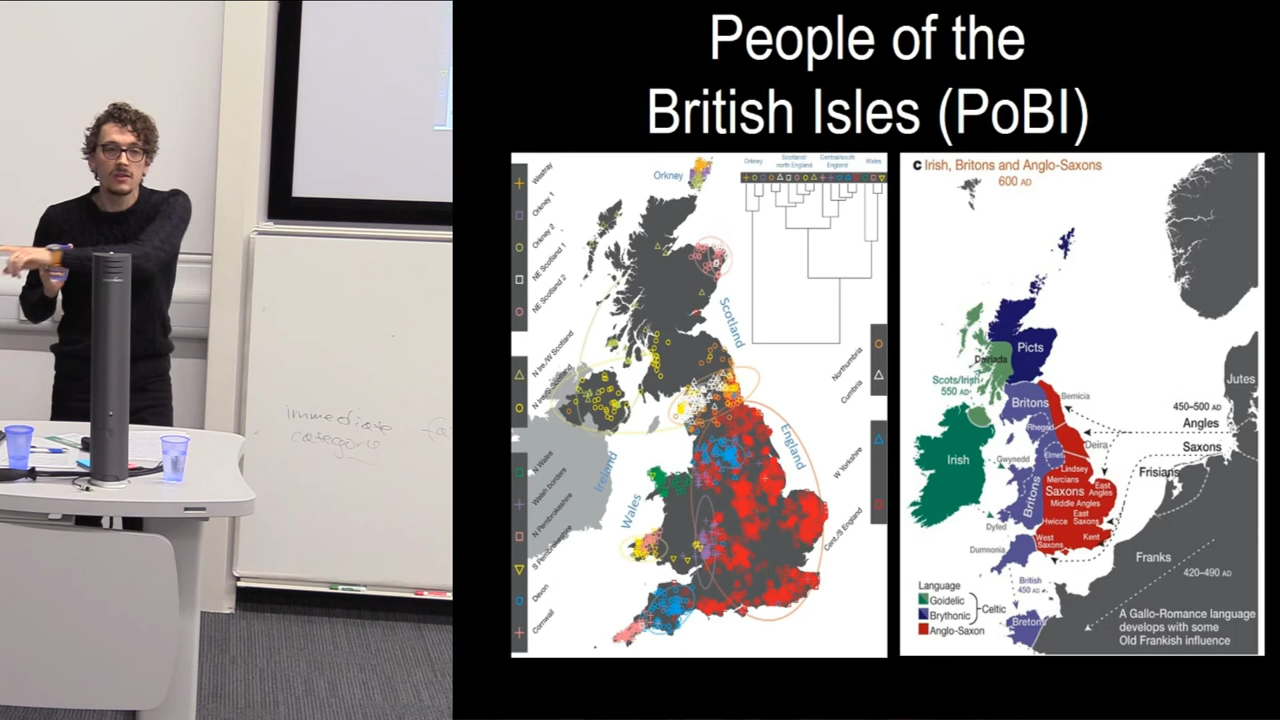 People of the
British Isles (PoBI)
immediate
category
Westray
Orkney 1
Orkney 2
NE Scotland 1
NE Scotland 2
N Ire./W Scotland
N Wales
Welsh borders
N Pembrokeshire
S Pembrokeshire
Devon
Cornwall
Orkney
Scotland/
north England
Central/south
England
Wales
Orkney
Scotland
England
Ireland
Wales
Northumbria
Cumbria
W Yorkshire
Cent./S England
C Irish, Britons and Anglo-Saxons
600 AD
Picts
Dalriada
Scots/Irish
550 AD
Jutes
Britons
Bernicia
450–500 AD
Angles
Rheged
Deira
Saxons
Irish
Gwynedd
Elmet
Frisians
Lindsey
Mercians
Britons
Saxons
East
Angles
Middle Angles
East
Saxons
Hwicce
Dyfed
West
Saxons
Kent
Dumnonia
Franks
420–490 AD
British
450 AD
Language
Goidelic
Brythonic
Celtic
Anglo-Saxon
Bretons
A Gallo-Romance language
develops with some
Old Frankish influence